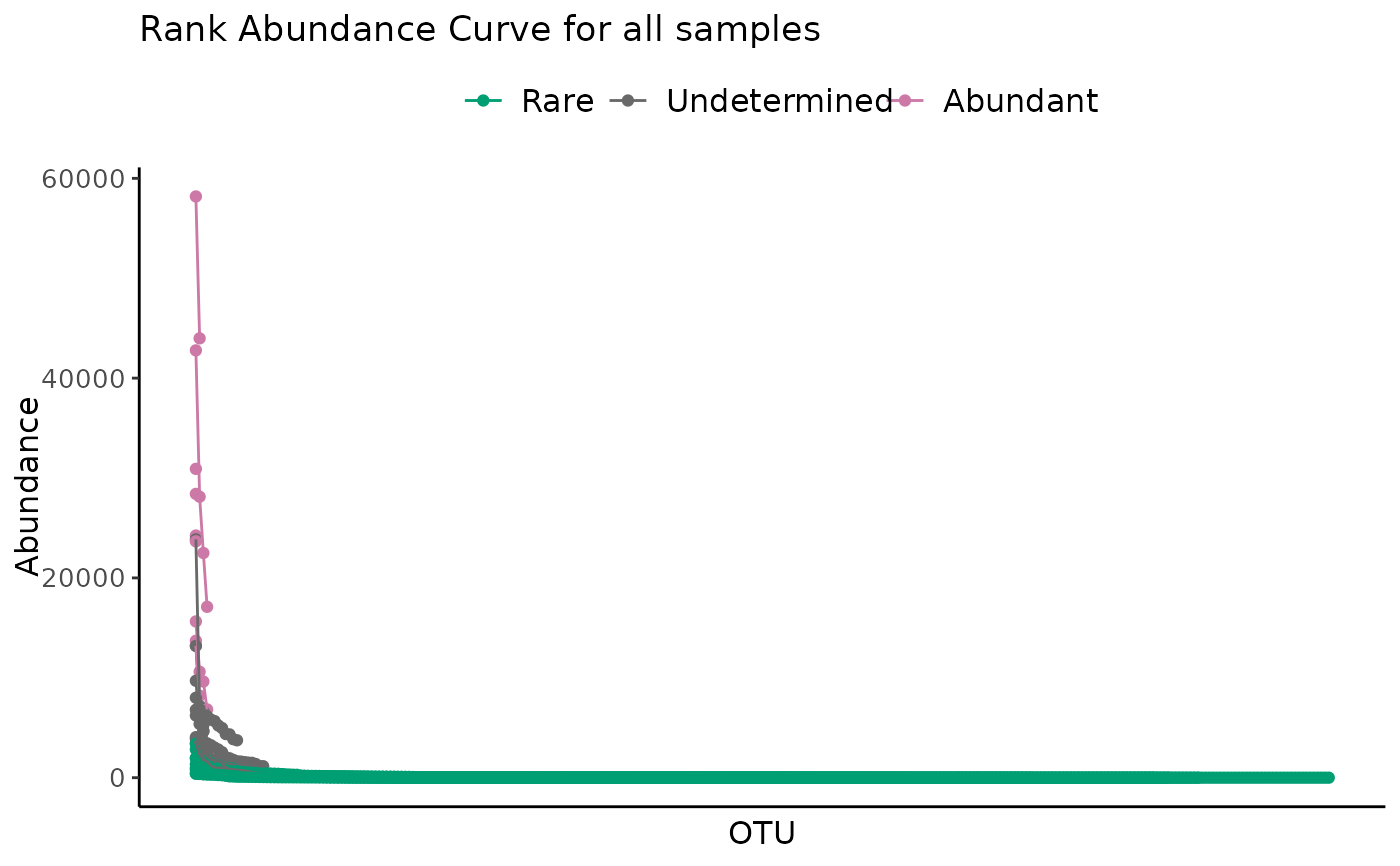 Rank Abundance Curve for all samples
Rare Undetermined Abundant
60000
40000
20000
0
Abundance
OTU